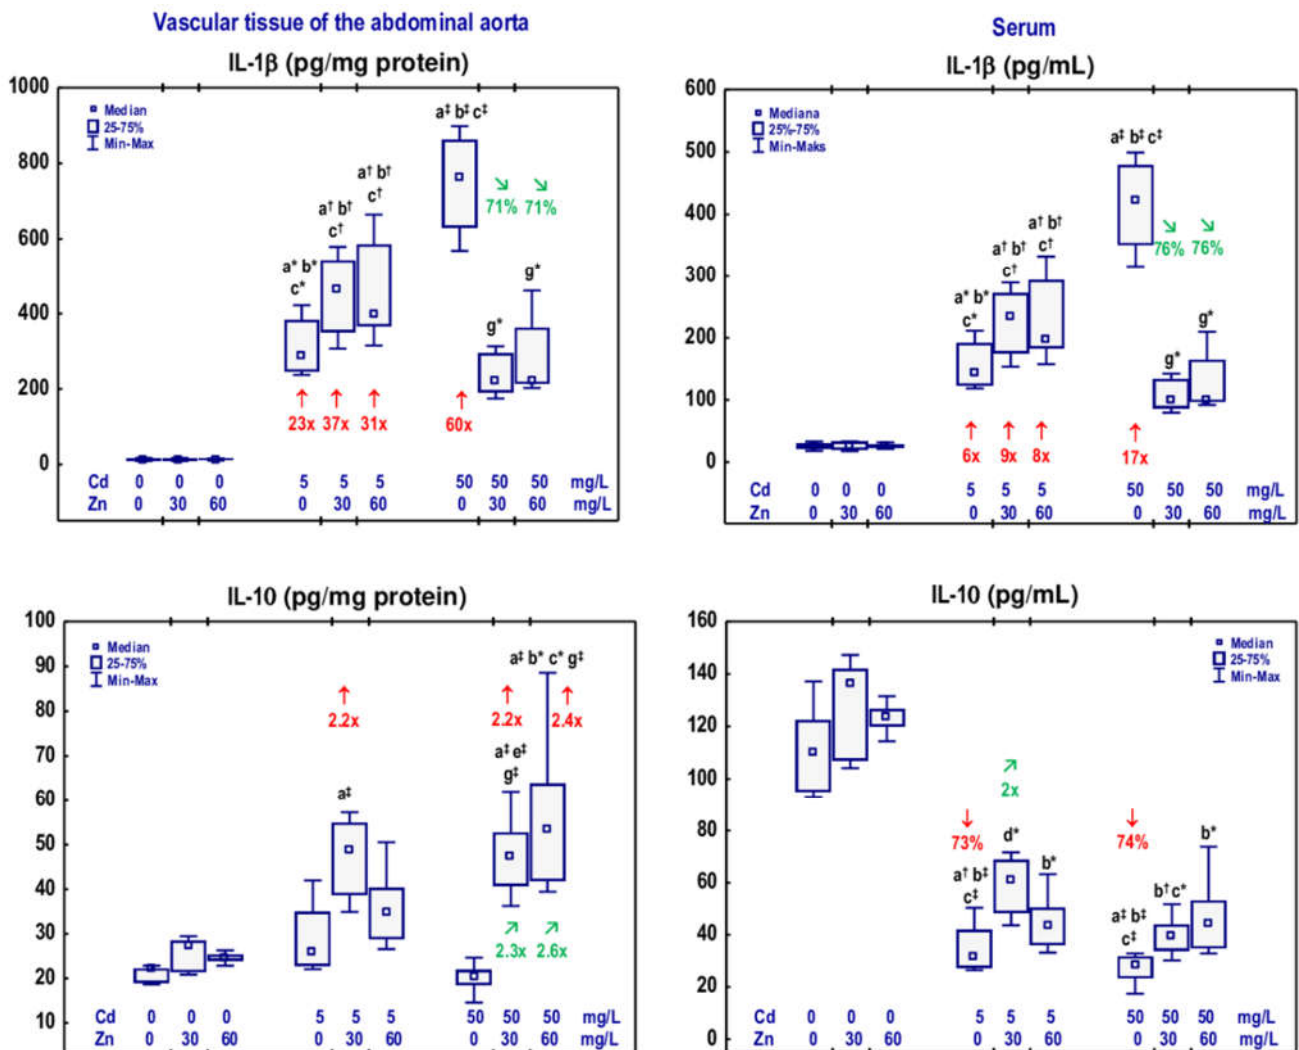 Vascular tissue of the abdominal aorta
IL-1β (pg/mg protein)
1000
800
600
400
200
0
Median
25-75%
Min-Max
a* b*
c*
a† b†
c†
a† b†
c†
a‡ b‡ c‡
g*
g*
↘ ↘
71% 71%
↑ ↑ ↑ ↑
23x 37x 31x 60x
Cd 0 0 0 5 5 5 50 50 50 mg/L
Zn 0 30 60 0 30 60 0 30 60 mg/L
Serum
IL-1β (pg/mL)
600
500
400
300
200
100
0
Mediana
25%-75%
Min-Maks
a* b*
c*
a† b†
c†
a† b†
c†
a‡ b‡ c‡
g*
g*
↘ ↘
76% 76%
↑ ↑ ↑ ↑
6x 9x 8x 17x
Cd 0 0 0 5 5 5 50 50 50 mg/L
Zn 0 30 60 0 30 60 0 30 60 mg/L
IL-10 (pg/mg protein)
100
90
80
70
60
50
40
30
20
10
Median
25-75%
Min-Max
a‡ b* c* g‡
↑ ↑ ↑
2.2x 2.2x 2.4x
a‡
a‡ e‡
g‡
↗ ↗
2.3x 2.6x
Cd 0 0 0 5 5 5 50 50 50 mg/L
Zn 0 30 60 0 30 60 0 30 60 mg/L
IL-10 (pg/mL)
160
140
120
100
80
60
40
20
0
Median
25-75%
Min-Max
↗
2x
↓ ↓
73% 74%
a† b‡
c‡
d*
b*
a‡ b‡
c‡
b† c*
b*
Cd 0 0 0 5 5 5 50 50 50 mg/L
Zn 0 30 60 0 30 60 0 30 60 mg/L